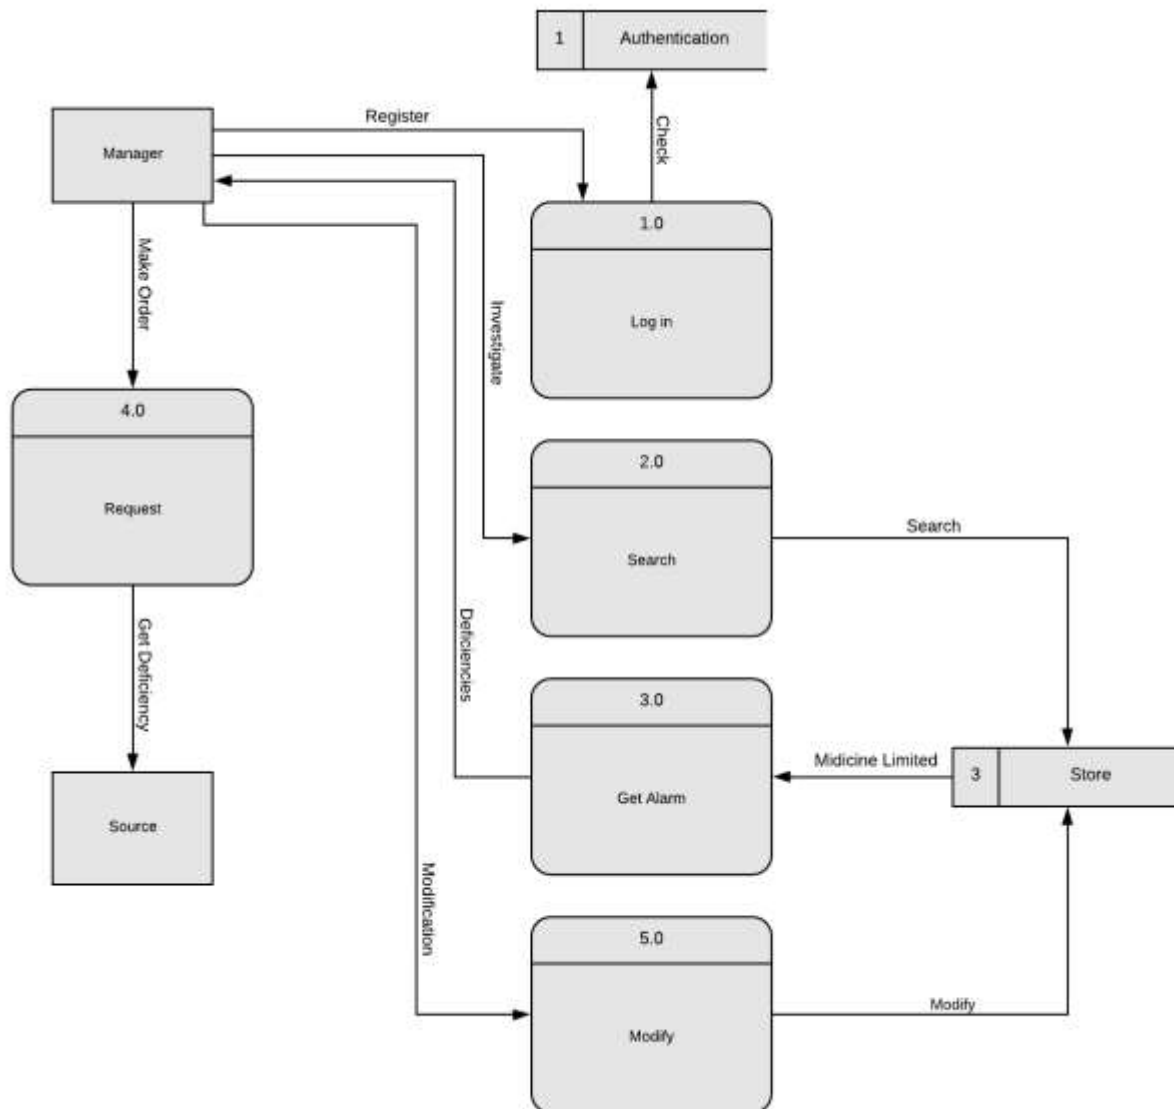 1
Authentication
Register
Check
Manager
1.0
Log in
Make Order
Investigate
4.0
Request
2.0
Search
Search
Get Deficiency
Deficiencies
3.0
Get Alarm
Midicine Limited
3
Store
Source
Modification
5.0
Modify
Modify